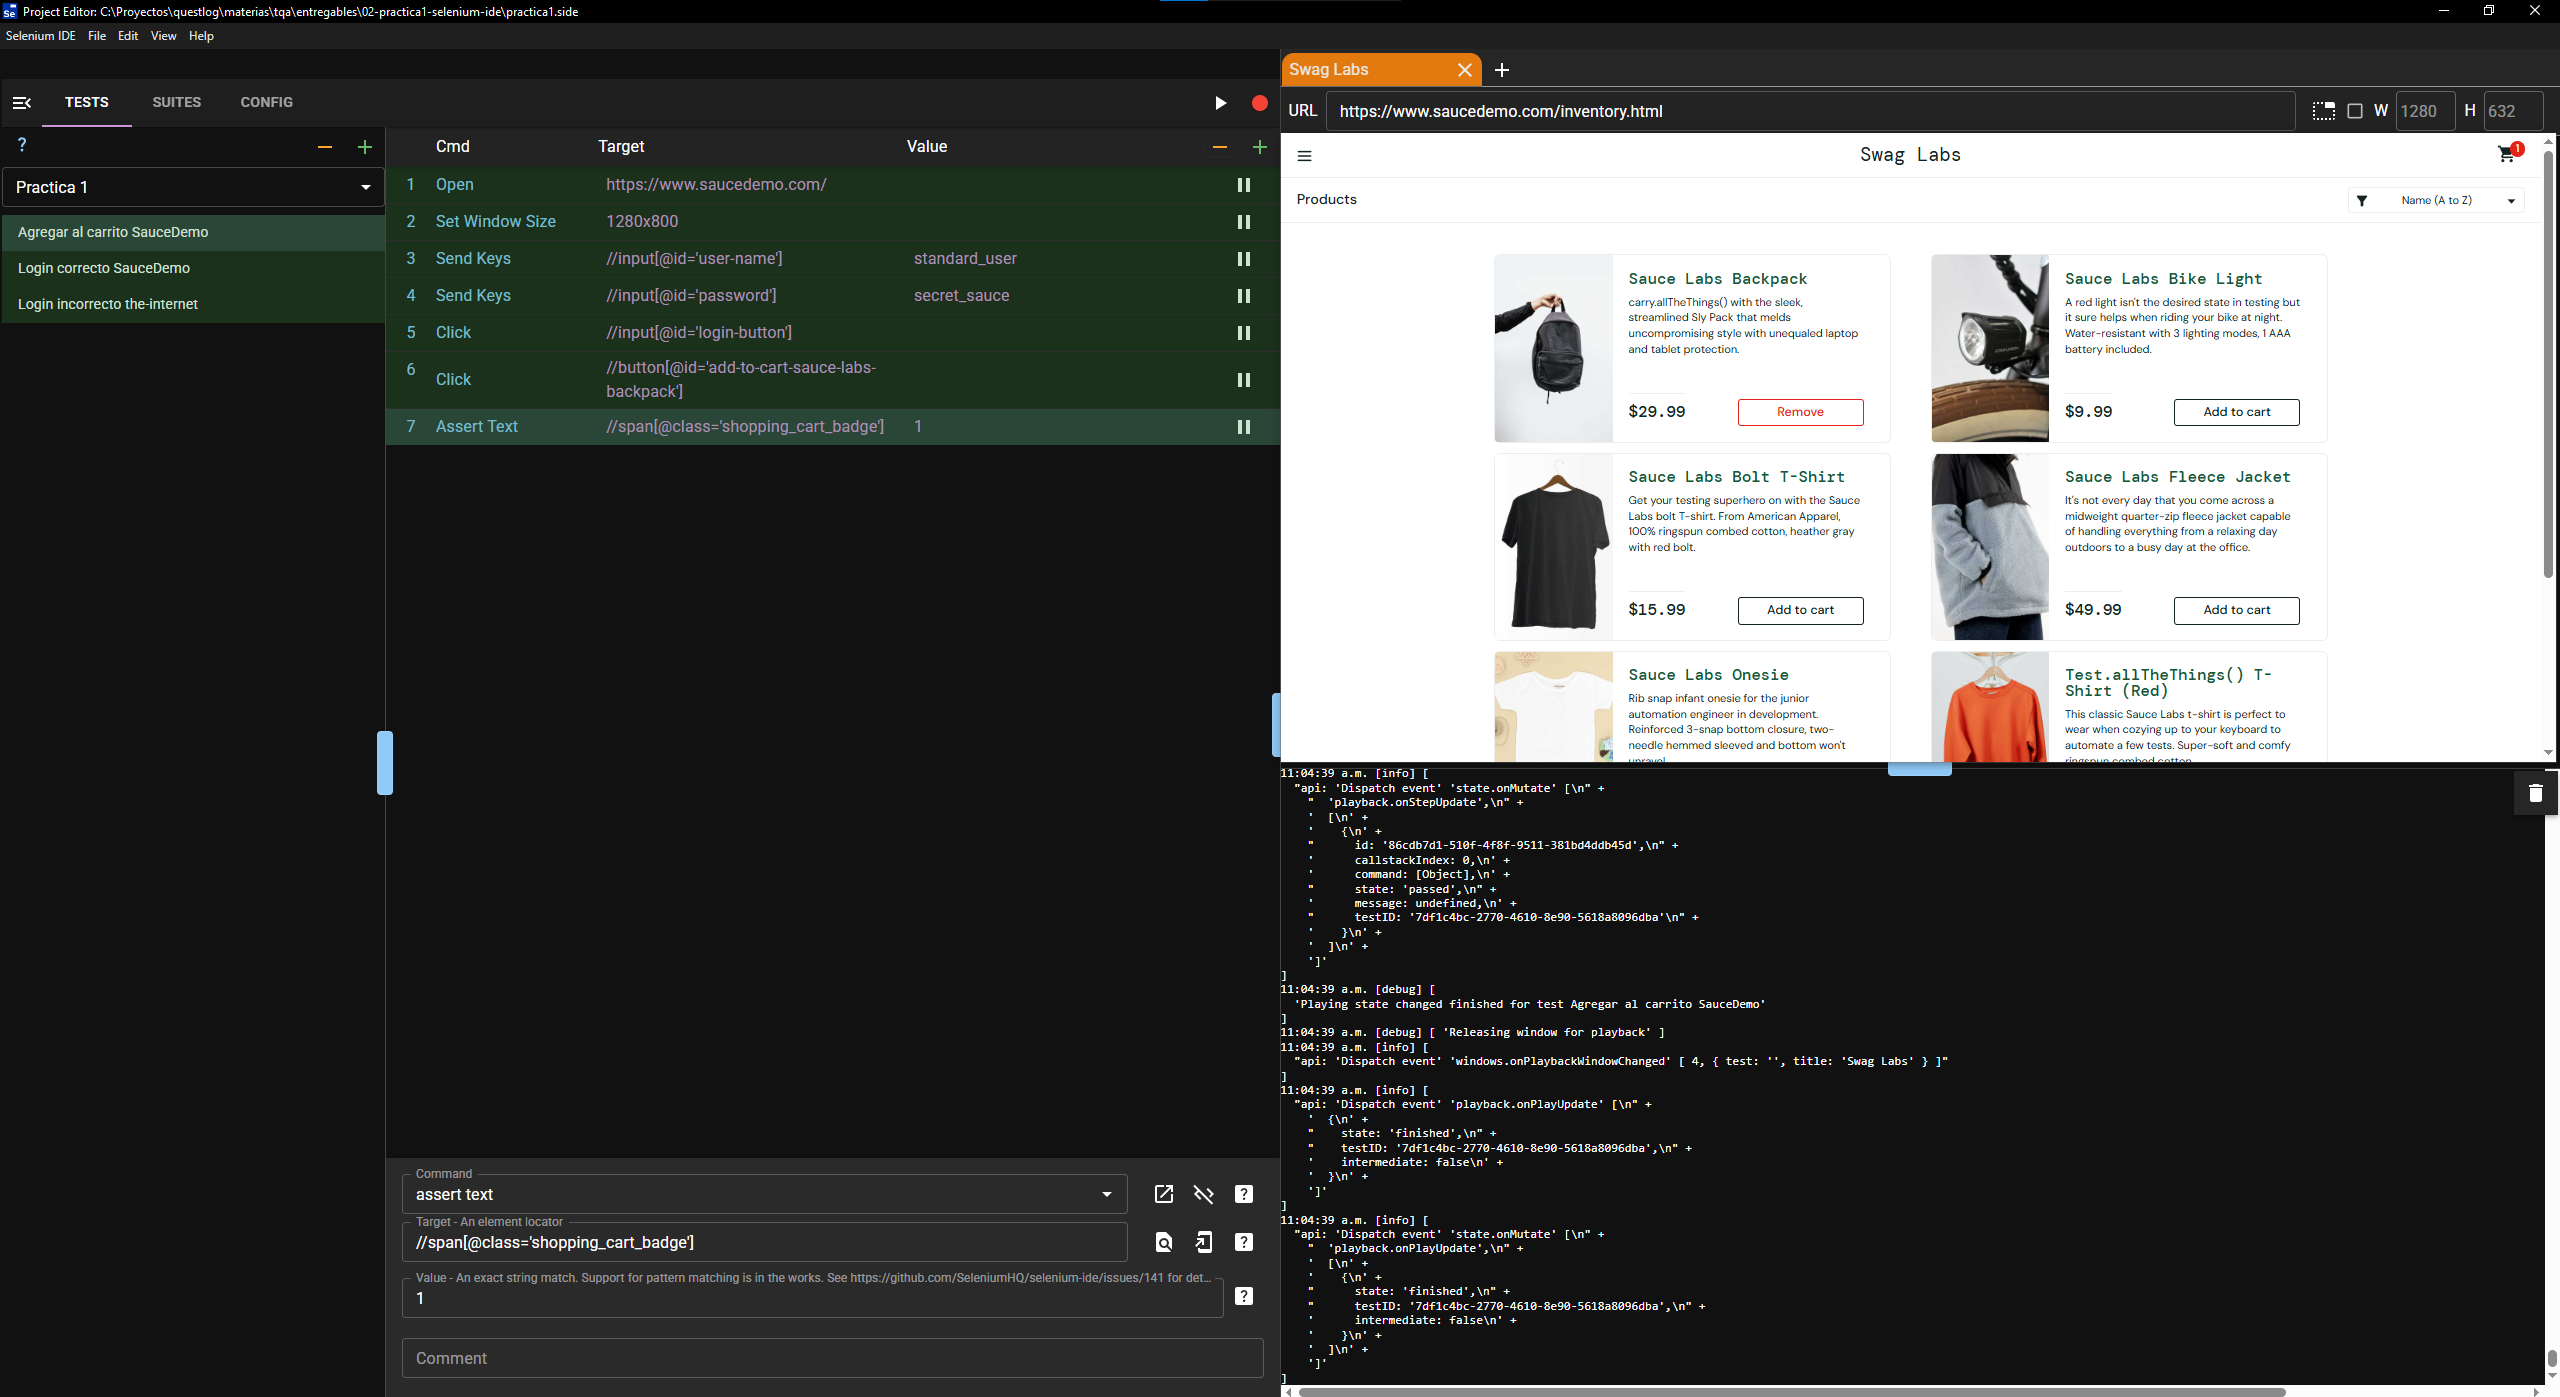 Project Editor: C:\Proyectos\questlog\materias\tqa\entregables\02-practica1-selenium-ide\practica1.side
Selenium IDE File Edit View Help
TESTS SUITES CONFIG
?
Practica 1
Agregar al carrito SauceDemo
Login correcto SauceDemo
Login incorrecto the-internet
Cmd Target Value
1 Open https://www.saucedemo.com/
2 Set Window Size 1280x800
3 Send Keys //input[@id='user-name'] standard_user
4 Send Keys //input[@id='password'] secret_sauce
5 Click //input[@id='login-button']
6 Click //button[@id='add-to-cart-sauce-labs-
backpack']
7 Assert Text //span[@class='shopping_cart_badge'] 1
Command
assert text
Target - An element locator
//span[@class='shopping_cart_badge']
Value - An exact string match. Support for pattern matching is in the works. See https://github.com/SeleniumHQ/selenium-ide/issues/141 for det...
1
Comment
Swag Labs
URL https://www.saucedemo.com/inventory.html W 1280 H 632
Swag Labs
1
Products
Name (A to Z)
Sauce Labs Backpack
carry.allTheThings() with the sleek,
streamlined Sly Pack that melds
uncompromising style with unequaled laptop
and tablet protection.
$29.99 Remove
Sauce Labs Bike Light
A red light isn't the desired state in testing but
it sure helps when riding your bike at night.
Water-resistant with 3 lighting modes, 1 AAA
battery included.
$9.99 Add to cart
Sauce Labs Bolt T-Shirt
Get your testing superhero on with the Sauce
Labs bolt T-shirt. From American Apparel,
100% ringspun combed cotton, heather gray
with red bolt.
$15.99 Add to cart
Sauce Labs Fleece Jacket
It's not every day that you come across a
midweight quarter-zip fleece jacket capable
of handling everything from a relaxing day
outdoors to a busy day at the office.
$49.99 Add to cart
Sauce Labs Onesie
Rib snap infant onesie for the junior
automation engineer in development.
Reinforced 3-snap bottom closure, two-
needle hemmed sleeved and bottom won't
unravel.
Test.allTheThings() T-
Shirt (Red)
This classic Sauce Labs t-shirt is perfect to
wear when cozying up to your keyboard to
automate a few tests. Super-soft and comfy
ringspun combed cotton.
11:04:39 a.m. [info] [
"api: 'Dispatch event' 'state.onMutate' [\n" +
"  'playback.onStepUpdate',\n" +
'  [\n' +
'    {\n' +
"      id: '86cdb7d1-510f-4f8f-9511-381bd4ddb45d',\n" +
'      callstackIndex: 0,\n' +
'      command: [Object],\n' +
"      state: 'passed',\n" +
'      message: undefined,\n' +
"      testID: '7df1c4bc-2770-4610-8e90-5618a8096dba'\n" +
'    }\n' +
'  ]\n' +
']'
]
11:04:39 a.m. [debug] [
'Playing state changed finished for test Agregar al carrito SauceDemo'
]
11:04:39 a.m. [debug] [ 'Releasing window for playback' ]
11:04:39 a.m. [info] [
"api: 'Dispatch event' 'windows.onPlaybackWindowChanged' [ 4, { test: '', title: 'Swag Labs' } ]"
]
11:04:39 a.m. [info] [
"api: 'Dispatch event' 'playback.onPlayUpdate' [\n" +
'  {\n' +
"    state: 'finished',\n" +
"    testID: '7df1c4bc-2770-4610-8e90-5618a8096dba',\n" +
'    intermediate: false\n' +
'  }\n' +
']'
]
11:04:39 a.m. [info] [
"api: 'Dispatch event' 'state.onMutate' [\n" +
"  'playback.onPlayUpdate',\n" +
'  [\n' +
'    {\n' +
"      state: 'finished',\n" +
"      testID: '7df1c4bc-2770-4610-8e90-5618a8096dba',\n" +
'      intermediate: false\n' +
'    }\n' +
'  ]\n' +
']'
]